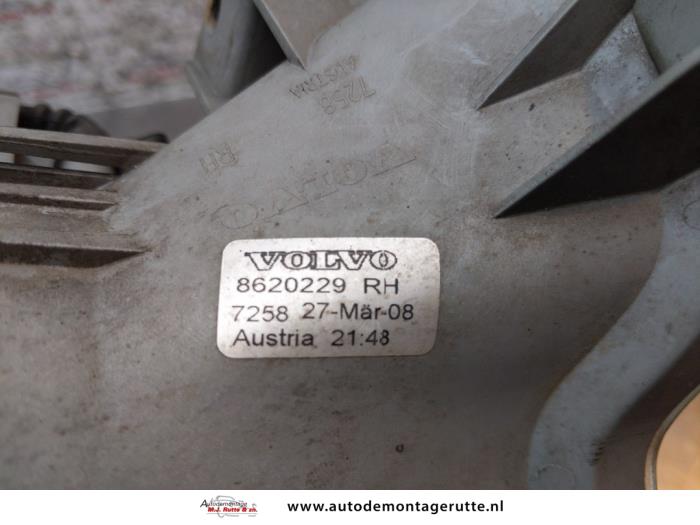 AUSTRIA
7258
RH
VOLVO
VOLVO
8620229 RH
7258 27-Mär-08
Austria 21:48
Autodemontage
M.J. Rutte & zn.
www.autodemontagerutte.nl